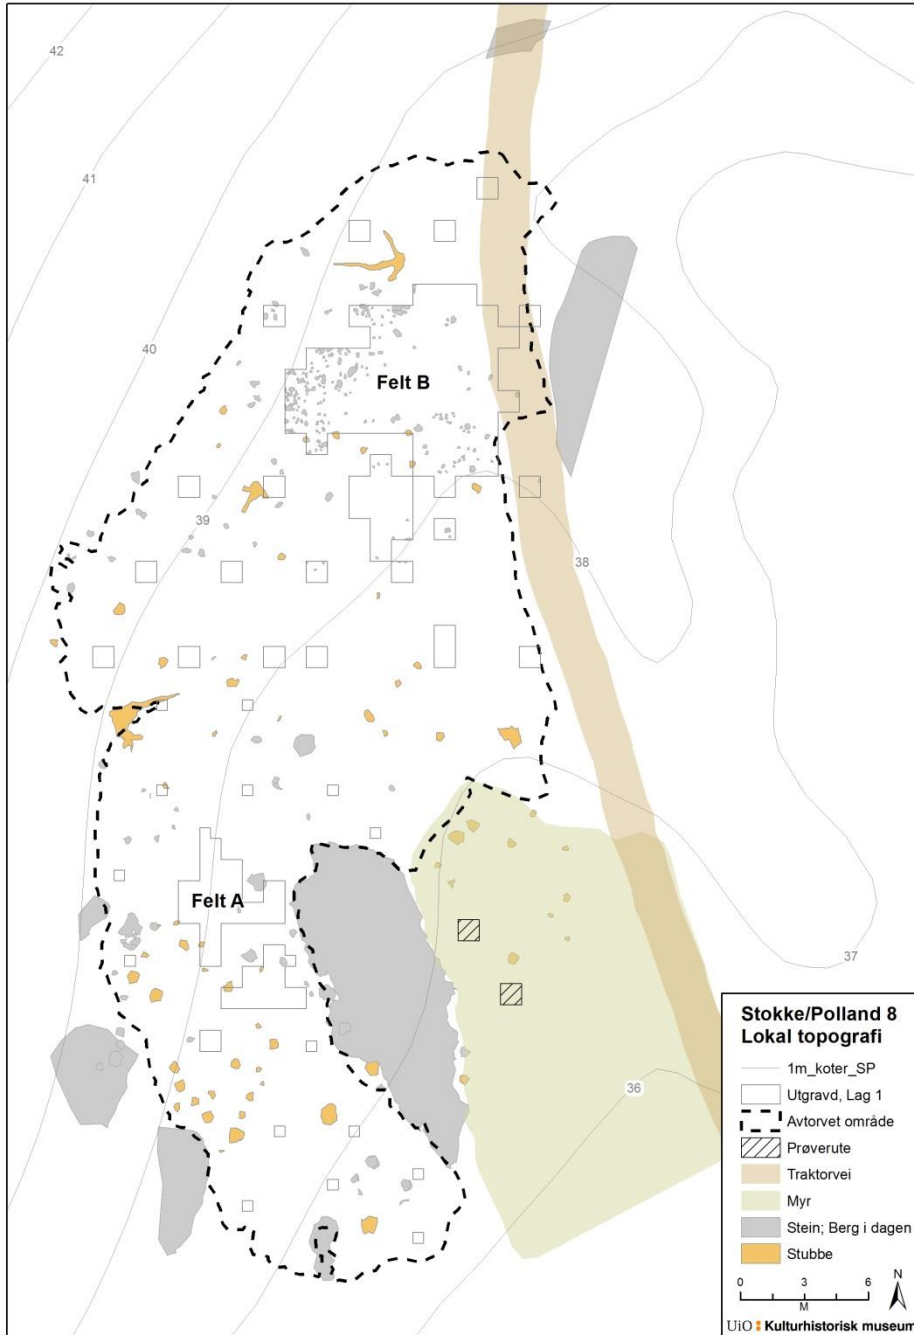 42
41
40
Felt B
39
38
Felt A
37
36
Stokke/Polland 8
Lokal topografi
1m_koter_SP
Utgravd, Lag 1
Avtorvet område
Prøverute
Traktorvei
Myr
Stein; Berg i dagen
Stubbe
0 3 6
M
N
UiO Kulturhistorisk museum